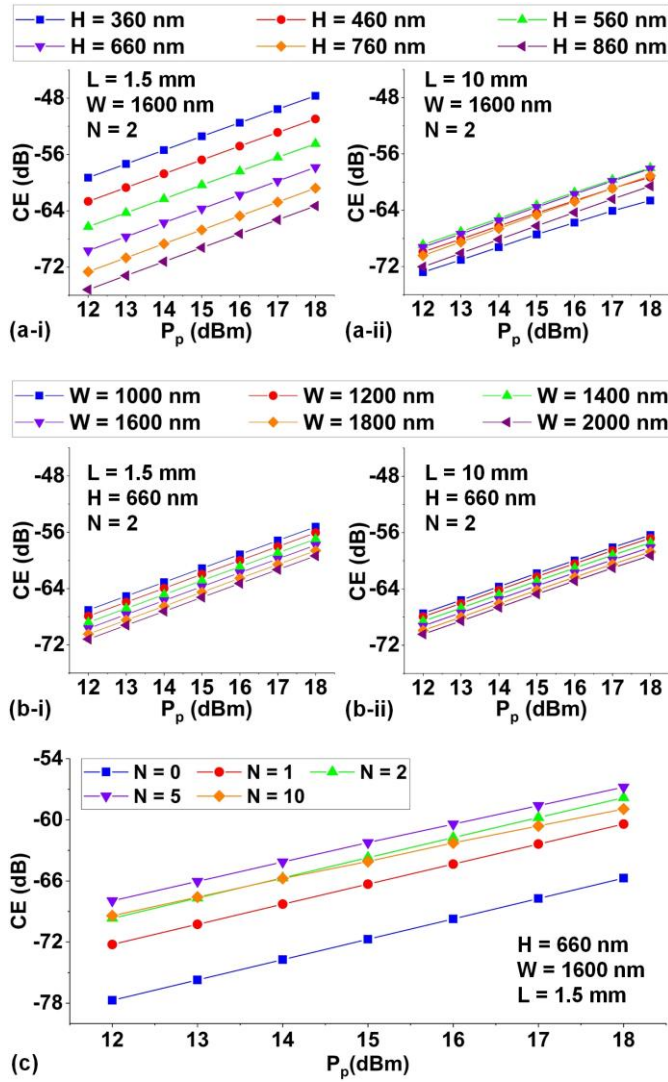 H = 360 nm H = 460 nm H = 560 nm
H = 660 nm H = 760 nm H = 860 nm
L = 1.5 mm
W = 1600 nm
N = 2
CE (dB)
-48
-56
-64
-72
12 13 14 15 16 17 18
(a-i)
Pp (dBm)
L = 10 mm
W = 1600 nm
N = 2
CE (dB)
-48
-56
-64
-72
12 13 14 15 16 17 18
(a-ii)
Pp (dBm)
W = 1000 nm W = 1200 nm W = 1400 nm
W = 1600 nm W = 1800 nm W = 2000 nm
L = 1.5 mm
H = 660 nm
N = 2
CE (dB)
-48
-56
-64
-72
12 13 14 15 16 17 18
(b-i)
Pp (dBm)
L = 10 mm
H = 660 nm
N = 2
CE (dB)
-48
-56
-64
-72
12 13 14 15 16 17 18
(b-ii)
Pp (dBm)
N = 0 N = 1 N = 2
N = 5 N = 10
CE (dB)
-54
-60
-66
-72
-78
H = 660 nm
W = 1600 nm
L = 1.5 mm
12 13 14 15 16 17 18
(c)
Pp(dBm)